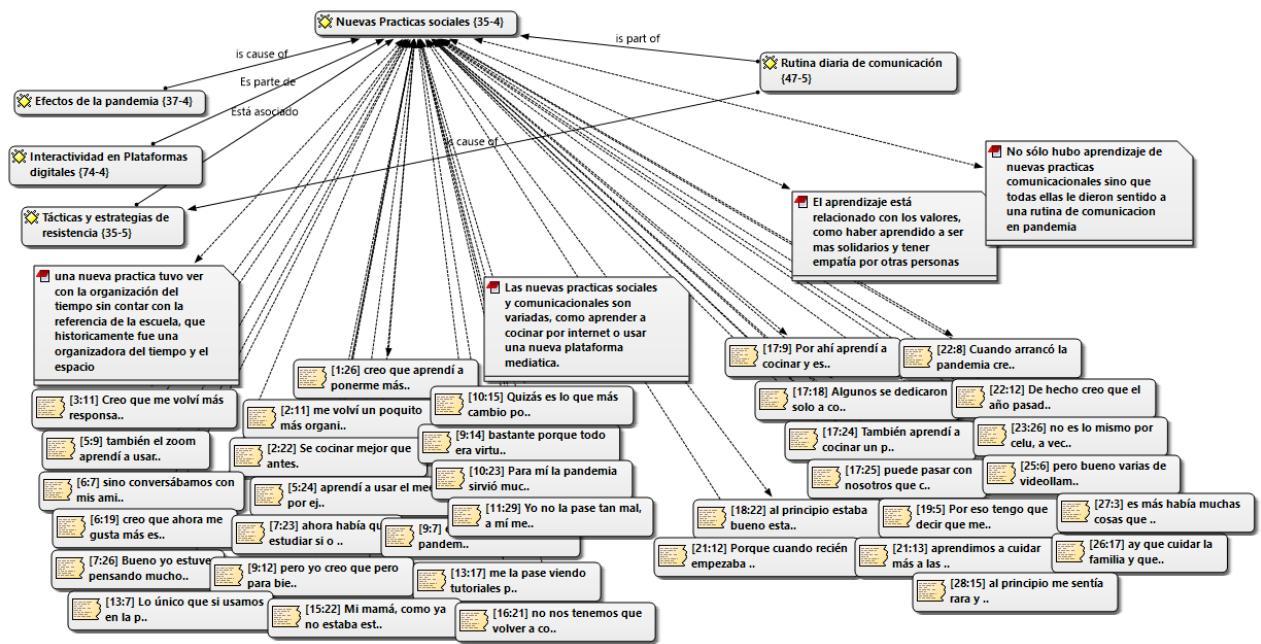 Nuevas Practicas sociales {35-4}
is cause of
is part of
Es parte de
Está asociado
is cause of
Rutina diaria de comunicación
{47-5}
Efectos de la pandemia {37-4}
Interactividad en Plataformas
digitales {74-4}
Tácticas y estrategias de
resistencia {35-5}
No sólo hubo aprendizaje de
nuevas practicas
comunicacionales sino que
todas ellas le dieron sentido a
una rutina de comunicacion
en pandemia
El aprendizaje está
relacionado con los valores,
como haber aprendido a ser
mas solidarios y tener
empatía por otras personas
una nueva practica tuvo ver
con la organización del
tiempo sin contar con la
referencia de la escuela, que
historicamente fue una
organizadora del tiempo y el
espacio
Las nuevas practicas sociales
y comunicacionales son
variadas, como aprender a
cocinar por internet o usar
una nueva plataforma
mediatica.
[3:11] Creo que me volví más
responsa..
[5:9] también el zoom
aprendí a usar..
[6:7] sino conversábamos con
mis ami..
[6:19] creo que ahora me
gusta más es..
[7:26] Bueno yo estuve
pensando mucho..
[13:7] Lo único que si usamos
en la p..
[1:26] creo que aprendí a
ponerme más..
[2:11] me volví un poquito
más organi..
[2:22] Se cocinar mejor que
antes.
[5:24] aprendí a usar el mee
por ej..
[7:23] ahora había qu
estudiar si o ..
[9:7]
pandem..
[9:12] pero yo creo que pero
para bie..
[15:22] Mi mamá, como ya
no estaba est..
[10:15] Quizás es lo que más
cambio po..
[9:14] bastante porque todo
era virtu..
[10:23] Para mí la pandemia
sirvió muc..
[11:29] Yo no la pase tan mal,
a mí me..
[13:17] me la pase viendo
tutoriales p..
[16:21] no nos tenemos que
volver a co..
[17:9] Por ahí aprendí a
cocinar y es..
[17:18] Algunos se dedicaron
solo a co..
[17:24] También aprendí a
cocinar un p..
[17:25] puede pasar con
nosotros que c..
[18:22] al principio estaba
bueno esta..
[21:12] Porque cuando recién
empezaba ..
[22:8] Cuando arrancó la
pandemia cre..
[22:12] De hecho creo que el
año pasad..
[23:26] no es lo mismo por
celu, a vec..
[25:6] pero bueno varias de
videollam..
[19:5] Por eso tengo que
decir que me..
[27:3] es más había muchas
cosas que ..
[21:13] aprendimos a cuidar
más a las ..
[26:17] ay que cuidar la
familia y que..
[28:15] al principio me sentía
rara y ..